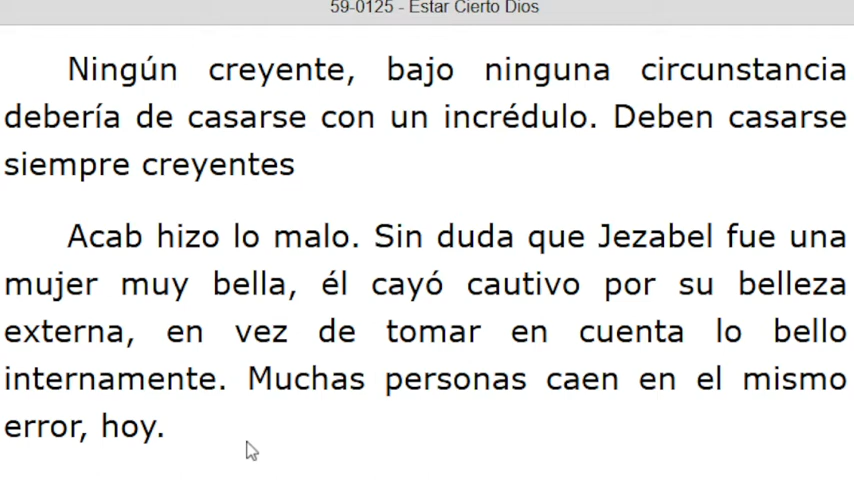 59-0125 - Estar Cierto Dios
Ningún creyente, bajo ninguna circunstancia
debería de casarse con un incrédulo. Deben casarse
siempre creyentes
Acab hizo lo malo. Sin duda que Jezabel fue una
mujer muy bella, él cayó cautivo por su belleza
externa, en vez de tomar en cuenta lo bello
internamente. Muchas personas caen en el mismo
error, hoy.